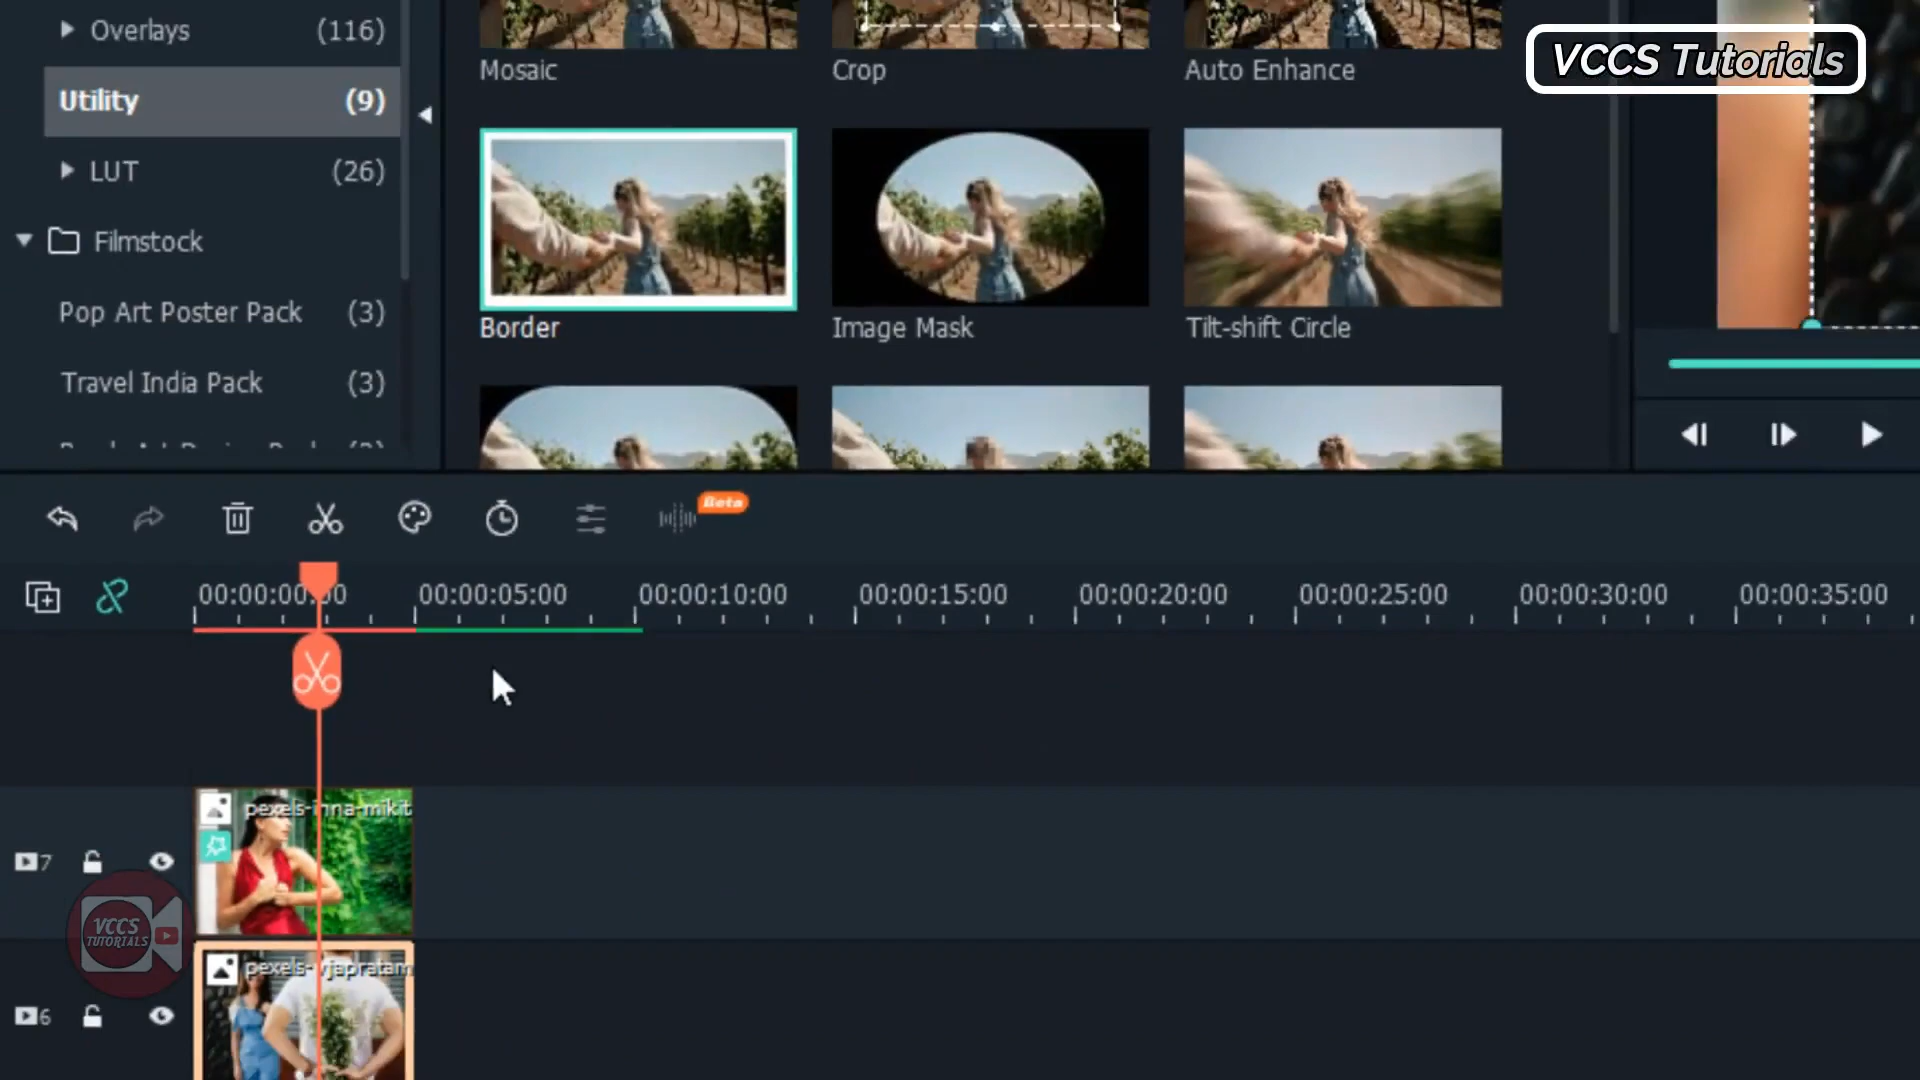 Overlays (116)
Utility (9)
LUT (26)
Filmstock
Pop Art Poster Pack (3)
Travel India Pack (3)
Mosaic
Crop
Auto Enhance
VCCS Tutorials
Border
Image Mask
Tilt-shift Circle
Beta
00:00:05:00
00:00:10:00
00:00:15:00
00:00:20:00
00:00:25:00
00:00:30:00
00:00:35:00
pexels-inna-mikit
7
VCCS
TUTORIALS
6